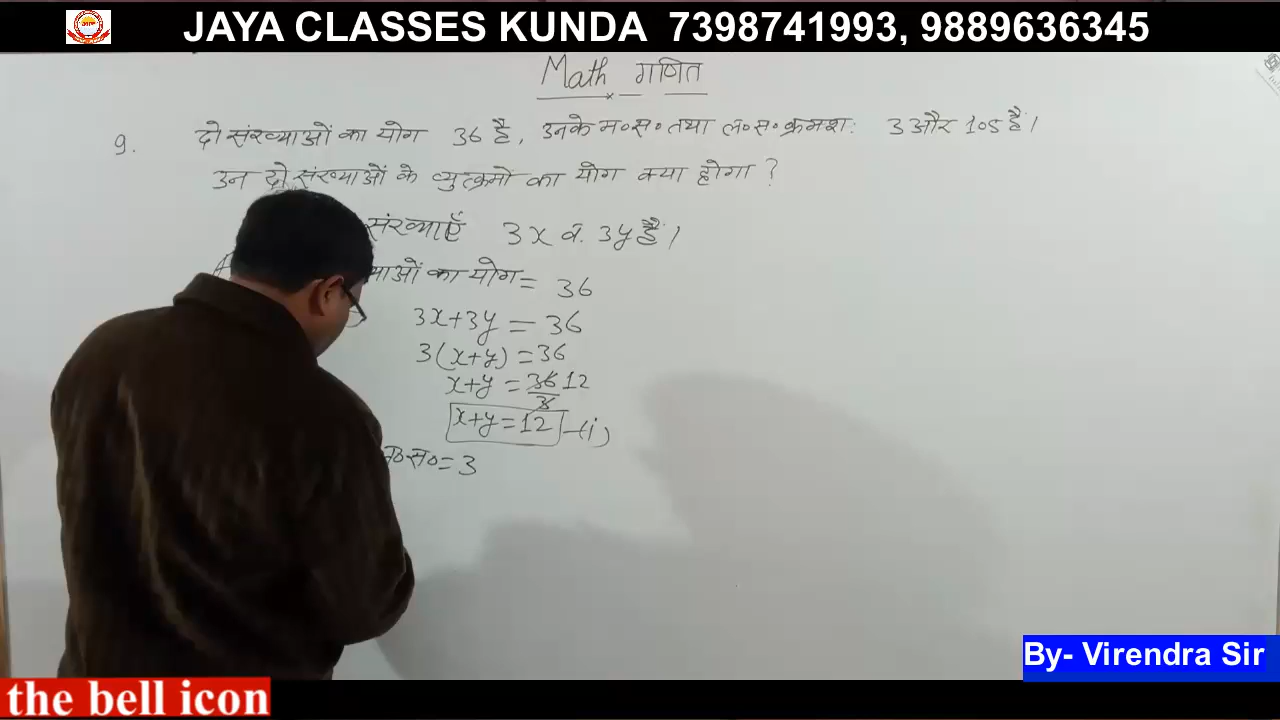 JAYA CLASSES KUNDA 7398741993, 9889636345
Math गणित
9. दो संख्याओं का योग 36 है, उनके म०स० तथा ल०स० क्रमशः 3 और 105 है।
उन दो संख्याओं के व्युत्क्रमो का योग क्या होगा ?
संख्याएँ 3x व 3y है।
का योग = 36
3x+3y = 36
3(x+y) = 36
x+y = 36/3 12
x+y = 12 —(i)
ल०स० = 3
By- Virendra Sir
the bell icon